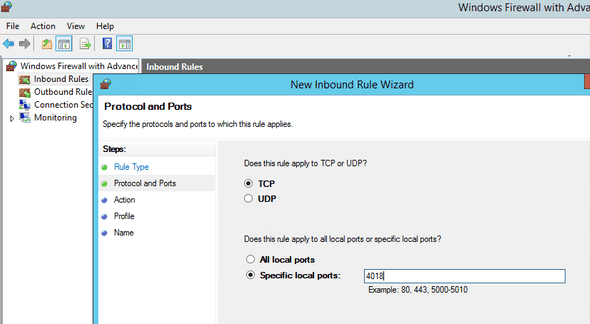 Windows Firewall with Adva
File Action View Help
Windows Firewall with Advance
Inbound Rules
Inbound Rules
Outbound Rule
Connection Sec
Monitoring
New Inbound Rule Wizard
Protocol and Ports
Specify the protocols and ports to which this rule applies.
Steps:
Rule Type
Protocol and Ports
Action
Profile
Name
Does this rule apply to TCP or UDP?
TCP
UDP
Does this rule apply to all local ports or specific local ports?
All local ports
Specific local ports: 4018
Example: 80, 443, 5000-5010